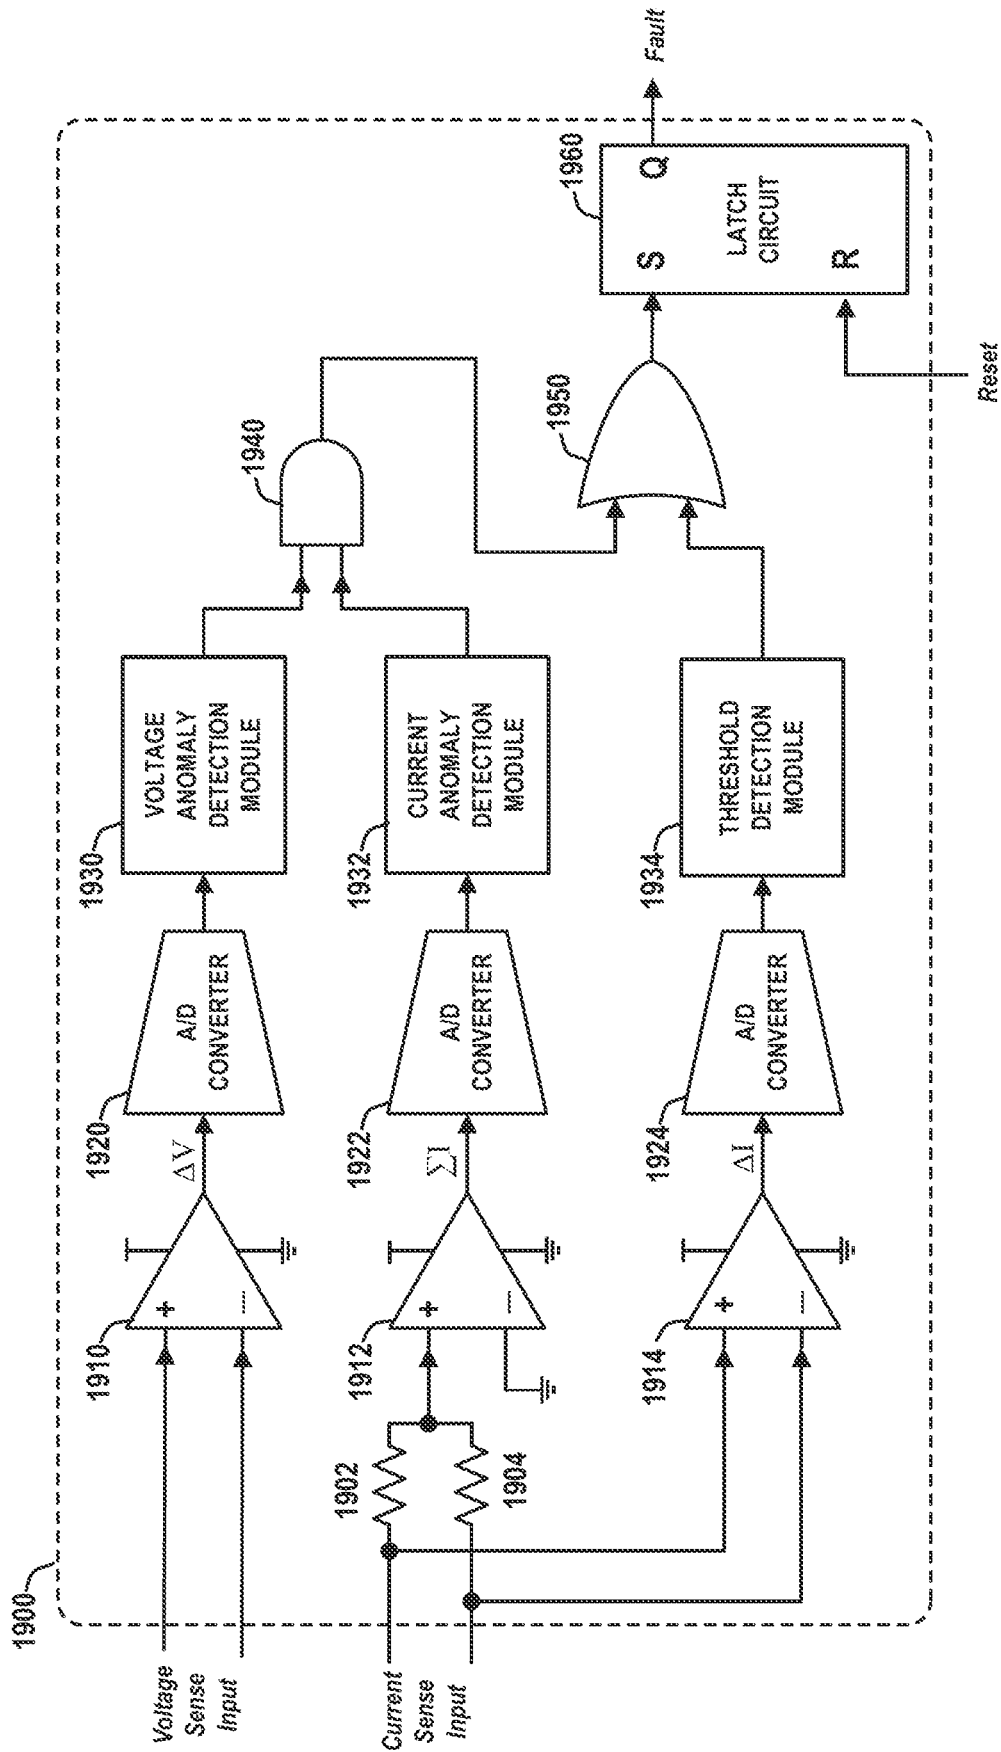 1900
Voltage
Sense
Input
1910
+
−
ΔV
1920
A/D
CONVERTER
1930
VOLTAGE
ANOMALY
DETECTION
MODULE
1940
Current
Sense
Input
1902
1904
1912
+
−
ΣI
1922
A/D
CONVERTER
1932
CURRENT
ANOMALY
DETECTION
MODULE
1914
+
−
ΔI
1924
A/D
CONVERTER
1934
THRESHOLD
DETECTION
MODULE
1950
1960
S
Q
LATCH
CIRCUIT
R
Fault
Reset